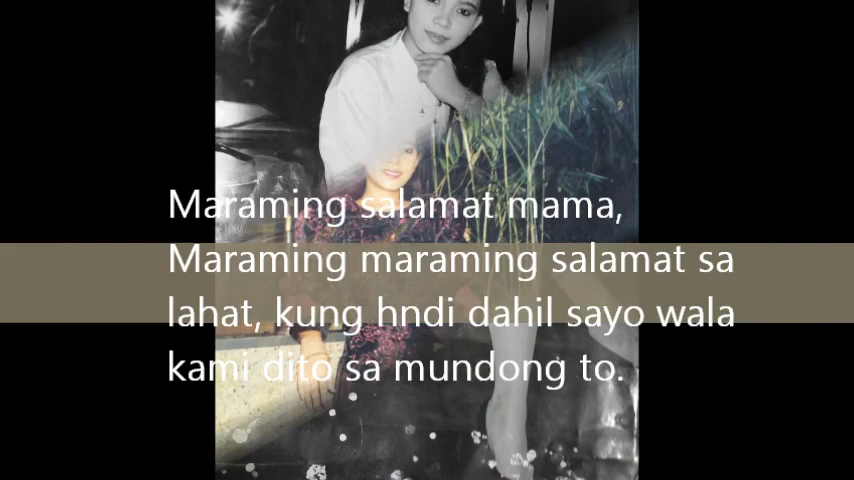 Maraming salamat mama,
Maraming maraming salamat sa
lahat, kung hndi dahil sayo wala
kami dito sa mundong to.